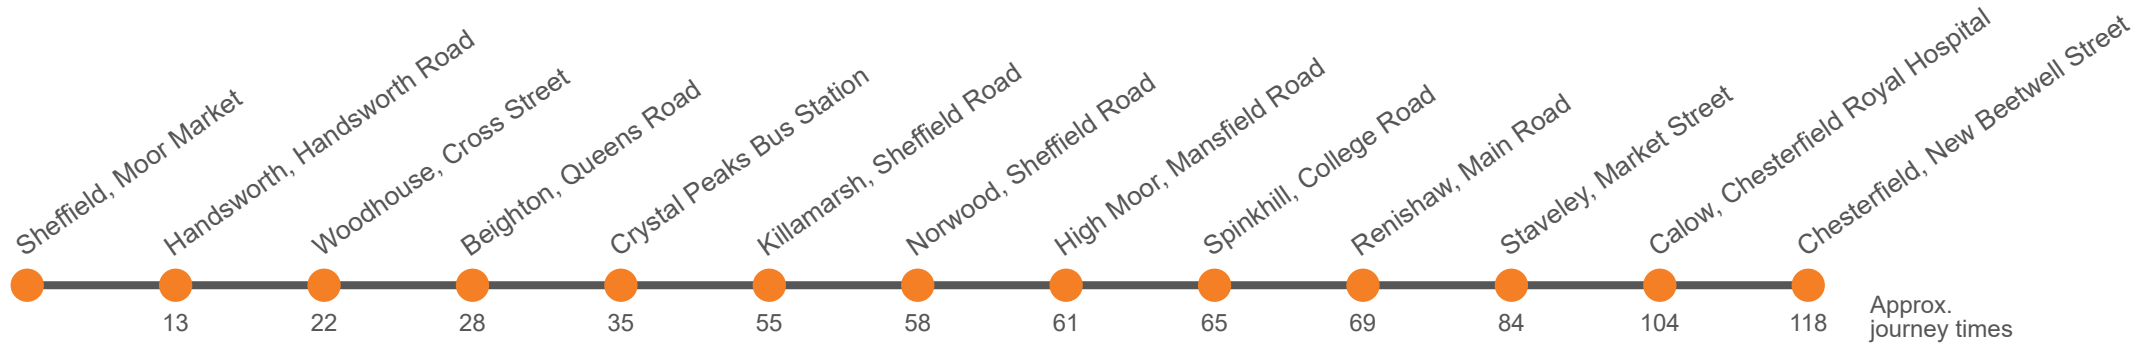 Sheffield, Moor Market
Handsworth, Handsworth Road
Woodhouse, Cross Street
Beighton, Queens Road
Crystal Peaks Bus Station
Killamarsh, Sheffield Road
Norwood, Sheffield Road
High Moor, Mansfield Road
Spinkhill, College Road
Renishaw, Main Road
Staveley, Market Street
Calow, Chesterfield Royal Hospital
Chesterfield, New Beetwell Street
13 22 28 35 55 58 61 65 69 84 104 118
Approx.
journey times